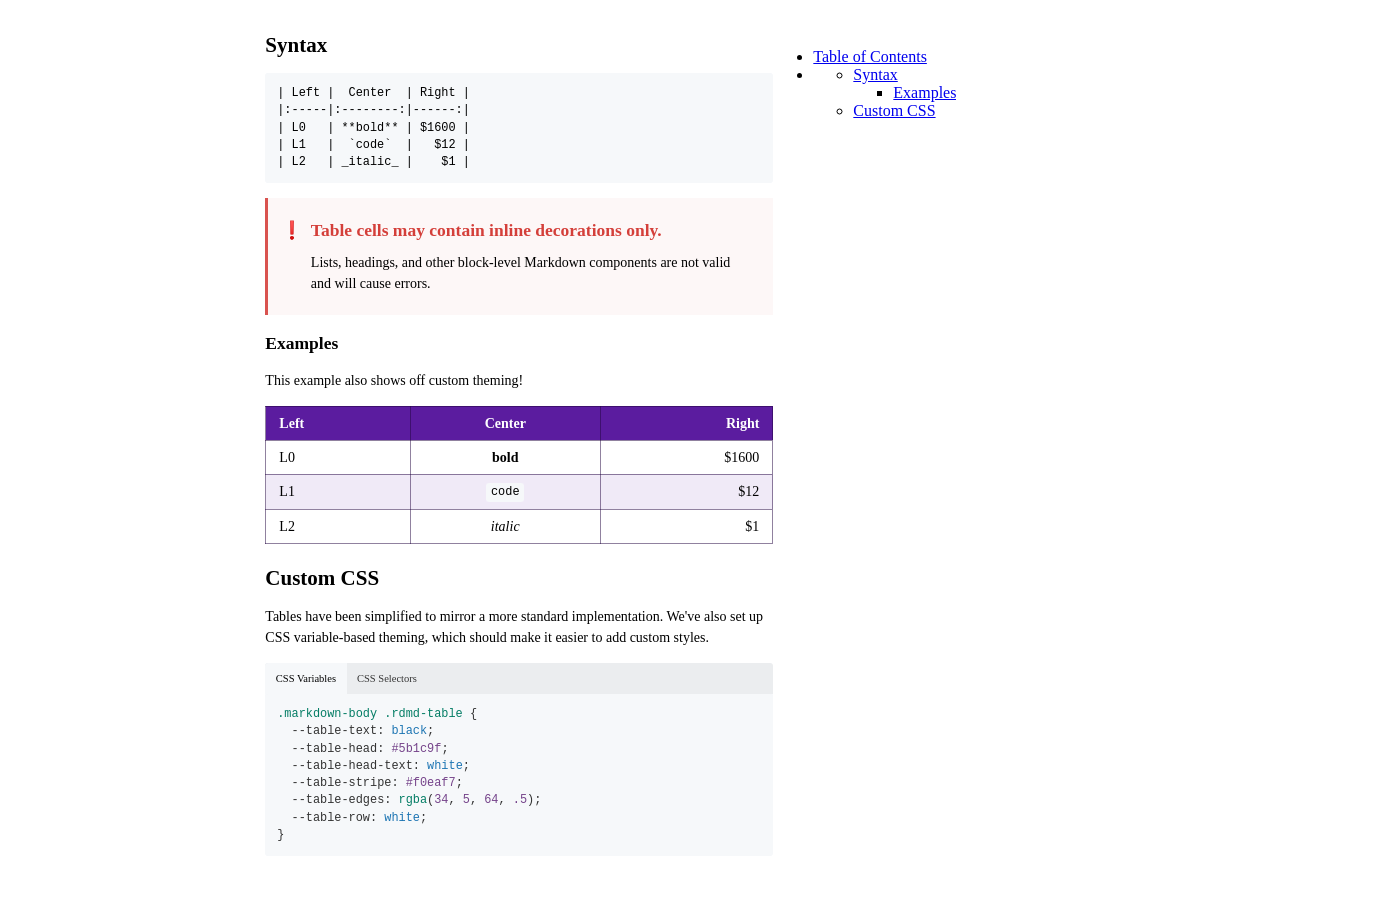 Syntax
| Left |  Center  | Right |
|:-----|:--------:|------:|
| L0   | **bold** | $1600 |
| L1   |  `code`  |   $12 |
| L2   | _italic_ |    $1 |
❗ Table cells may contain inline decorations only.
Lists, headings, and other block-level Markdown components are not valid
and will cause errors.
Examples
This example also shows off custom theming!
Left Center Right
L0 bold $1600
L1 code $12
L2 italic $1
Custom CSS
Tables have been simplified to mirror a more standard implementation. We've also set up
CSS variable-based theming, which should make it easier to add custom styles.
CSS Variables CSS Selectors
.markdown-body .rdmd-table {
  --table-text: black;
  --table-head: #5b1c9f;
  --table-head-text: white;
  --table-stripe: #f0eaf7;
  --table-edges: rgba(34, 5, 64, .5);
  --table-row: white;
}
Table of Contents
Syntax
Examples
Custom CSS